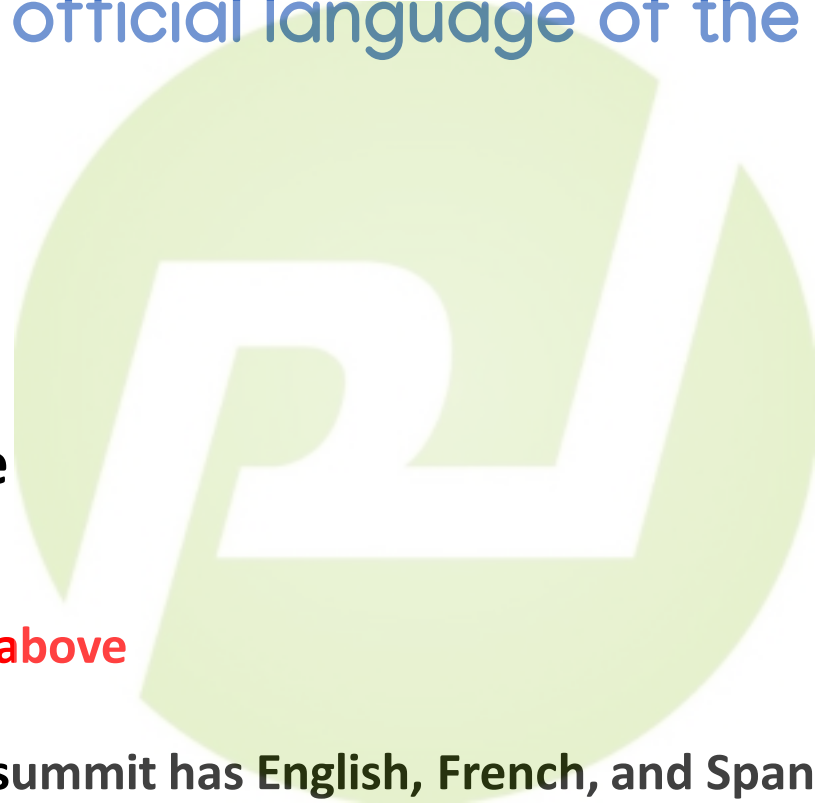 official language of the
e
above
summit has English, French, and Span